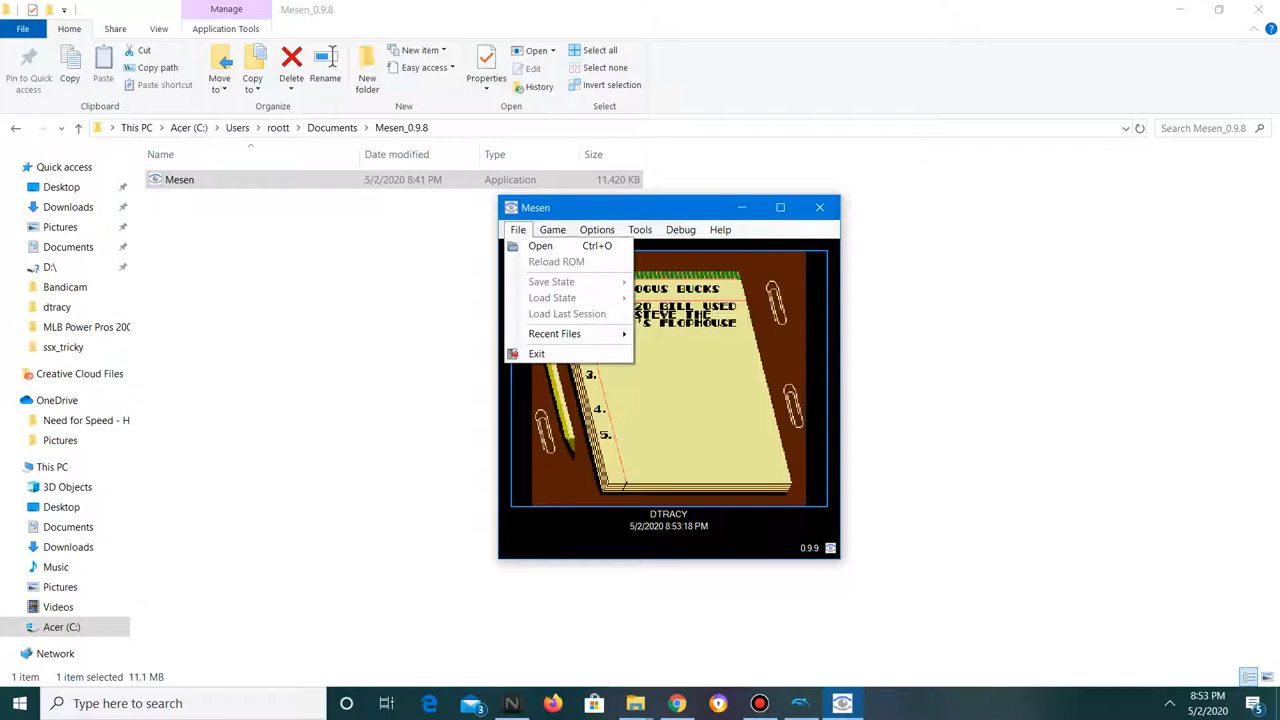 Manage
Mesen_0.9.8
File
Home
Share
View
Application Tools
Pin to Quick access
Copy
Paste
Cut
Copy path
Paste shortcut
Clipboard
Move to
Copy to
Delete
Rename
Organize
New folder
New item
Easy access
New
Properties
Open
Edit
History
Open
Select all
Select none
Invert selection
Select
This PC
Acer (C:)
Users
roott
Documents
Mesen_0.9.8
Search Mesen_0.9.8
Name
Date modified
Type
Size
Mesen
5/2/2020 8:41 PM
Application
11,420 KB
Quick access
Desktop
Downloads
Pictures
Documents
D:\
Bandicam
dtracy
MLB Power Pros 200
ssx_tricky
Creative Cloud Files
OneDrive
Need for Speed - H
Pictures
This PC
3D Objects
Desktop
Documents
Downloads
Music
Pictures
Videos
Acer (C:)
Network
Mesen
File Game Options Tools Debug Help
Open Ctrl+O
Reload ROM
Save State
Load State
Load Last Session
Recent Files
Exit
OGUS BUCKS
2D BILL USED
STEVE THE
'S FLOPHOUSE
3.
4.
5.
DTRACY
5/2/2020 8:53:18 PM
0.9.9
1 item
1 item selected 11.1 MB
Type here to search
3
N
8:53 PM
5/2/2020
5